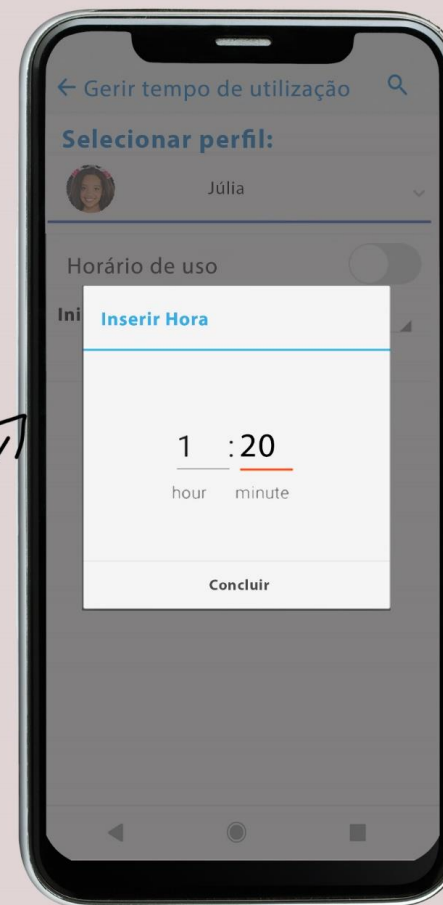 Gerir tempo de utilização
Selecionar perfil:
Júlia
Horário de uso
Ini
Inserir Hora
1 : 20
hour minute
Concluir